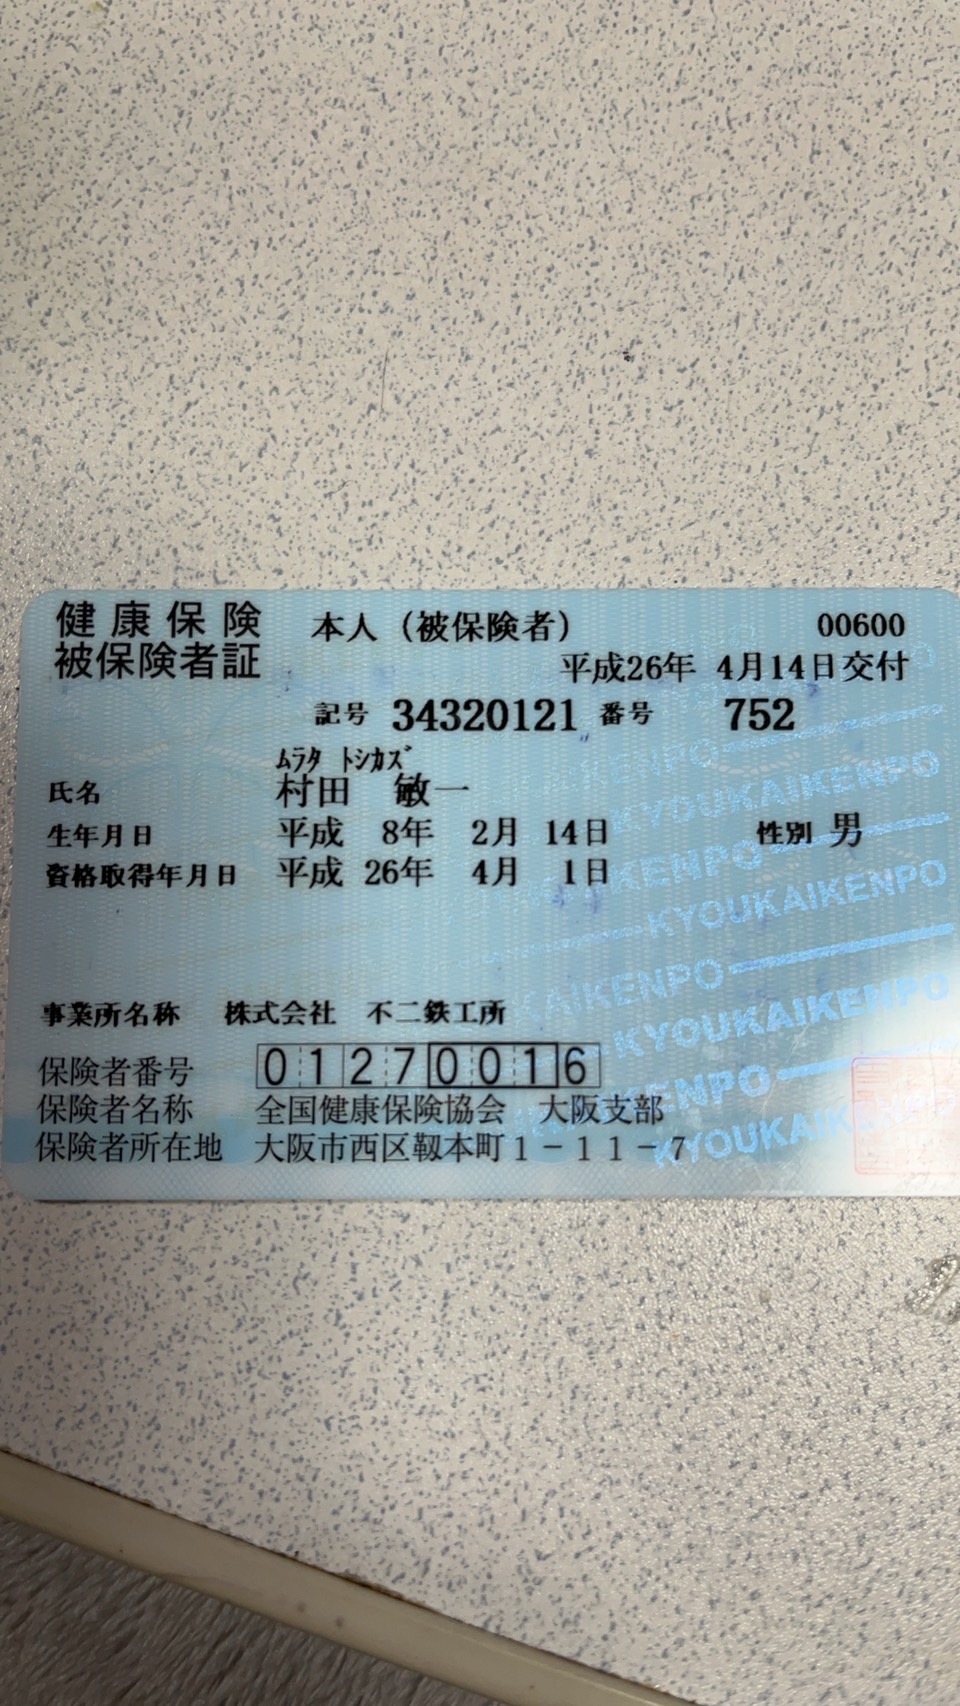 健康保険 本人（被保険者） 00600
被保険者証 平成26年 4月14日交付
記号 34320121 番号 752
ﾑﾗﾀ ﾄｼｶｽﾞ
氏名 村田 敏一
生年月日 平成 8年 2月 14日 性別 男
資格取得年月日 平成 26年 4月 1日
事業所名称 株式会社 不二鉄工所
保険者番号 01270016
保険者名称 全国健康保険協会 大阪支部
保険者所在地 大阪市西区靱本町1－11－7
KYOUKAIKENPO
KYOUKAIKENPO
KYOUKAIKENPO
KYOUKAIKENPO